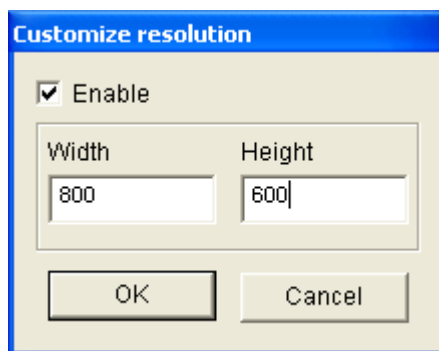 Customize resolution
Enable
Width Height
800 600
OK Cancel